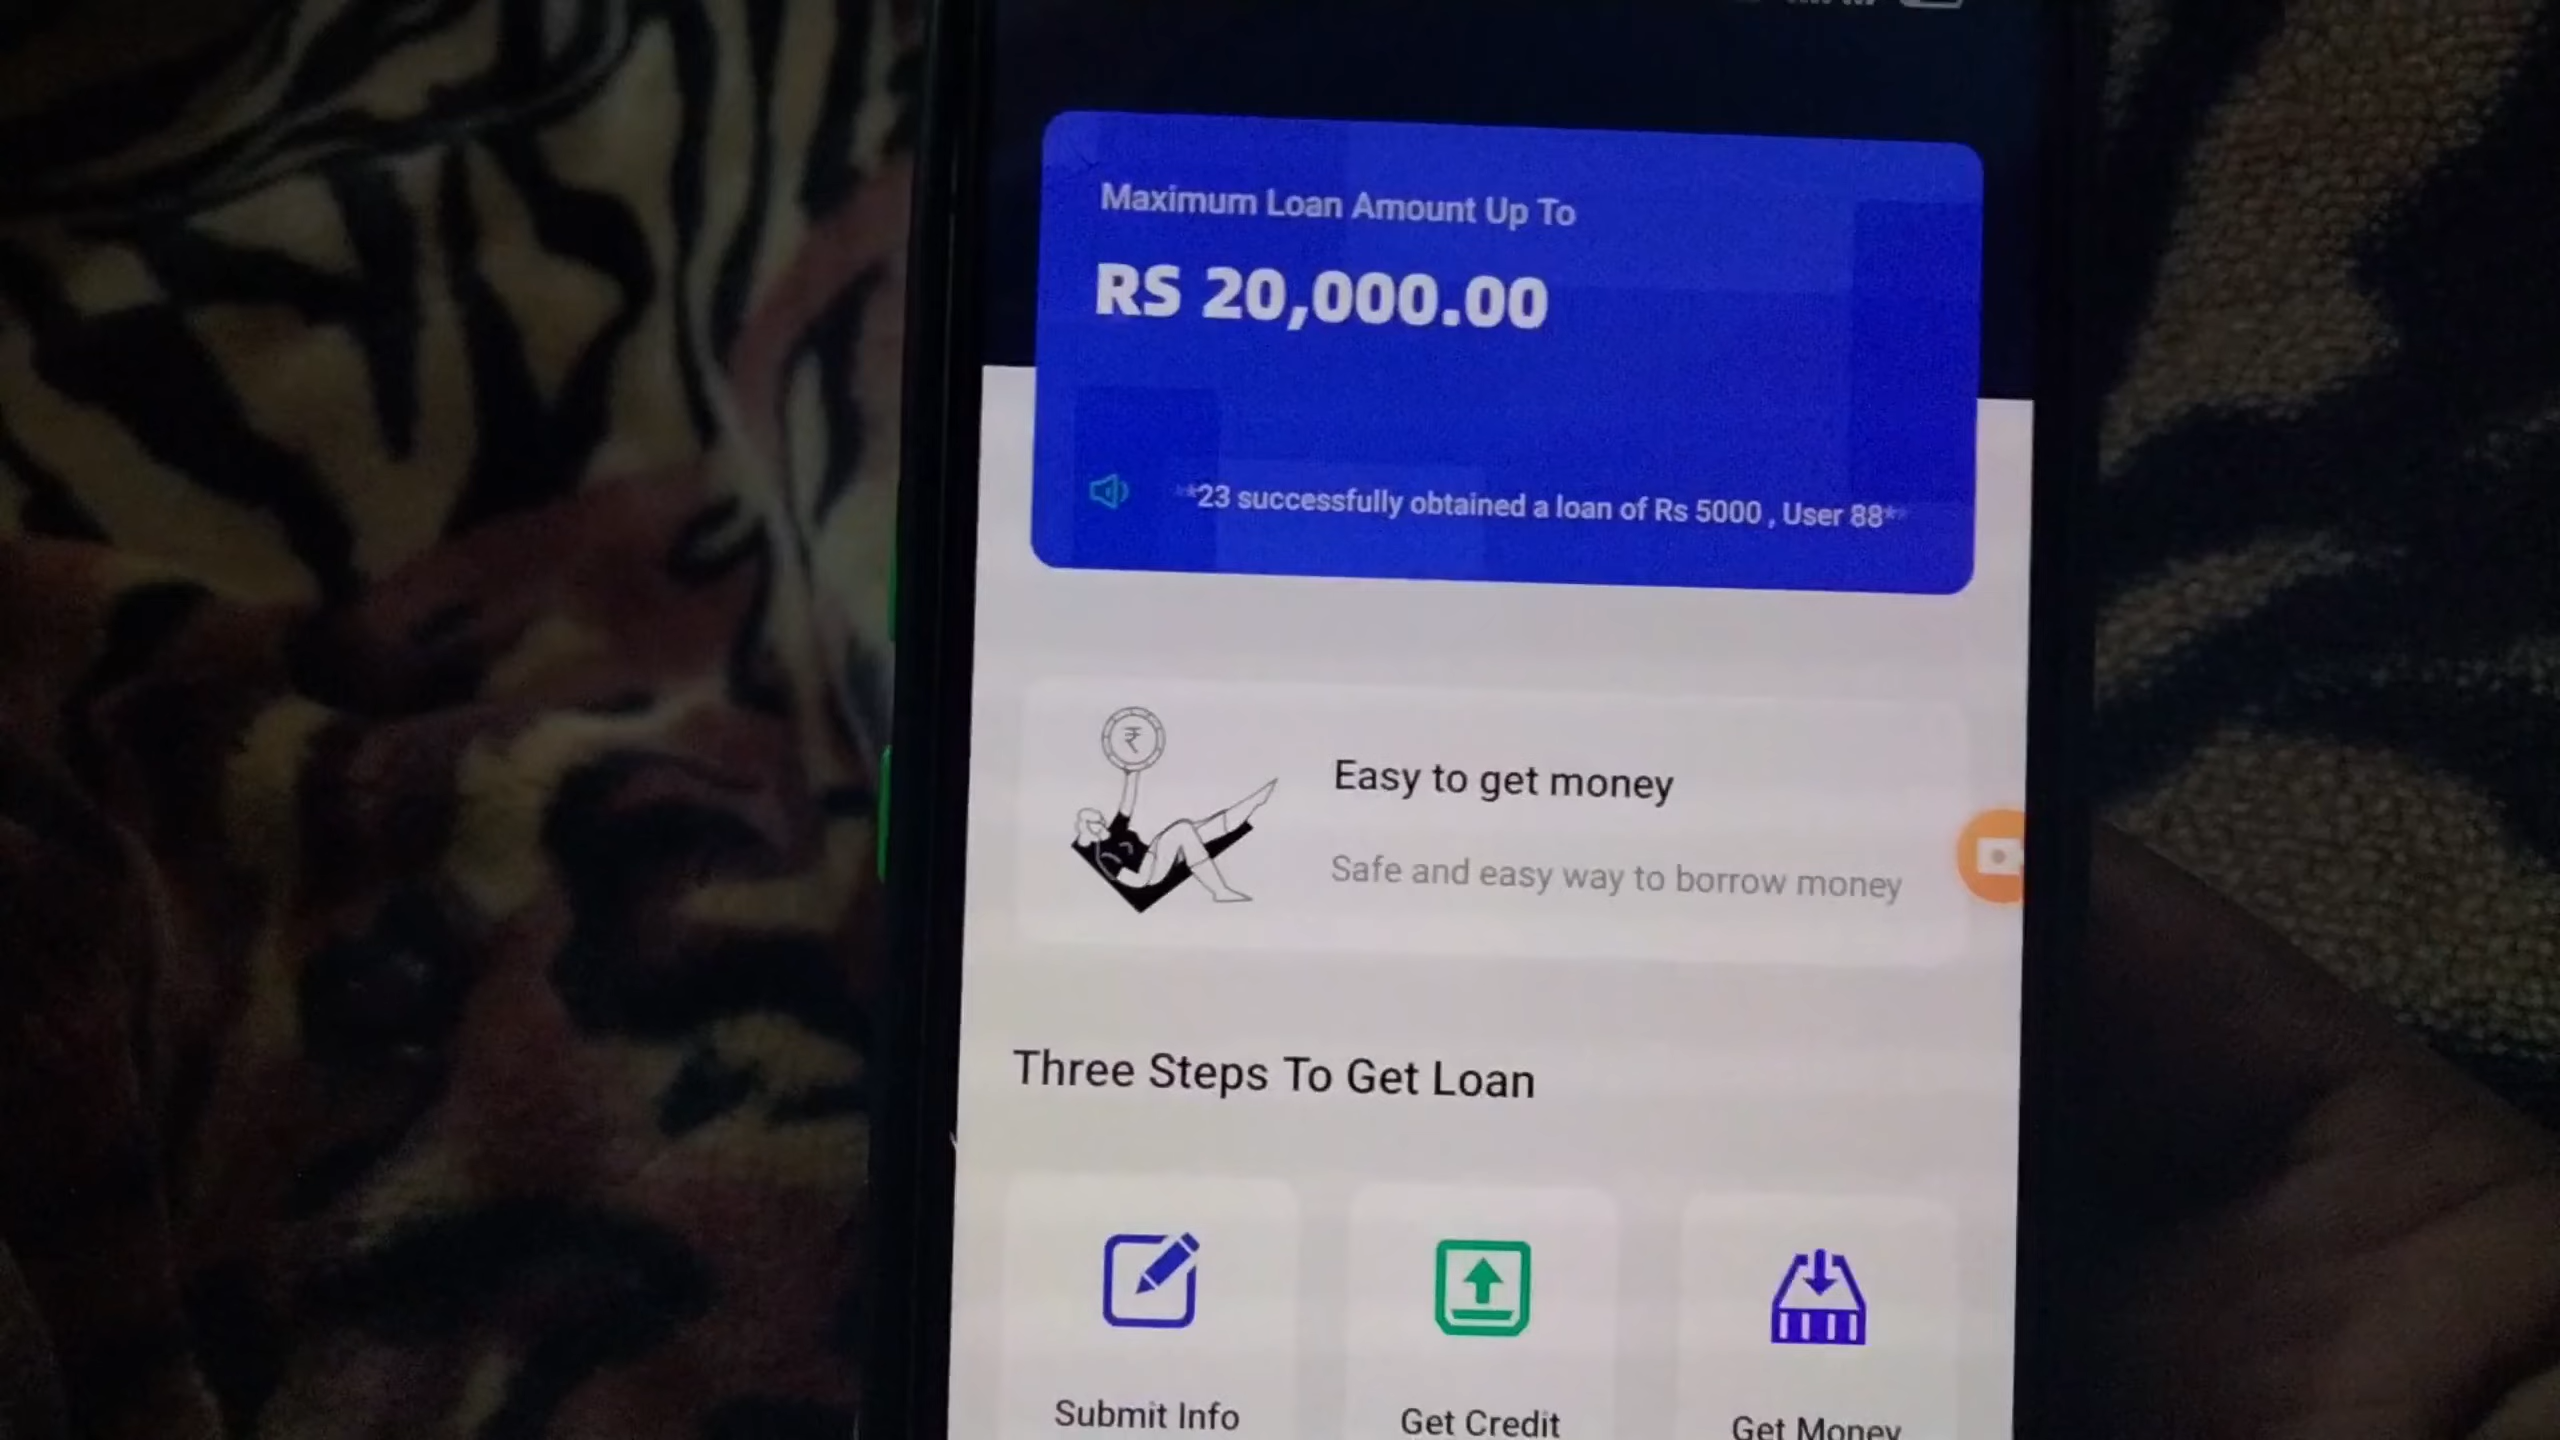 Maximum Loan Amount Up To
RS 20,000.00
**23 successfully obtained a loan of Rs 5000 , User 88**
₹
Easy to get money
Safe and easy way to borrow money
Three Steps To Get Loan
Submit Info
Get Credit
Get Money